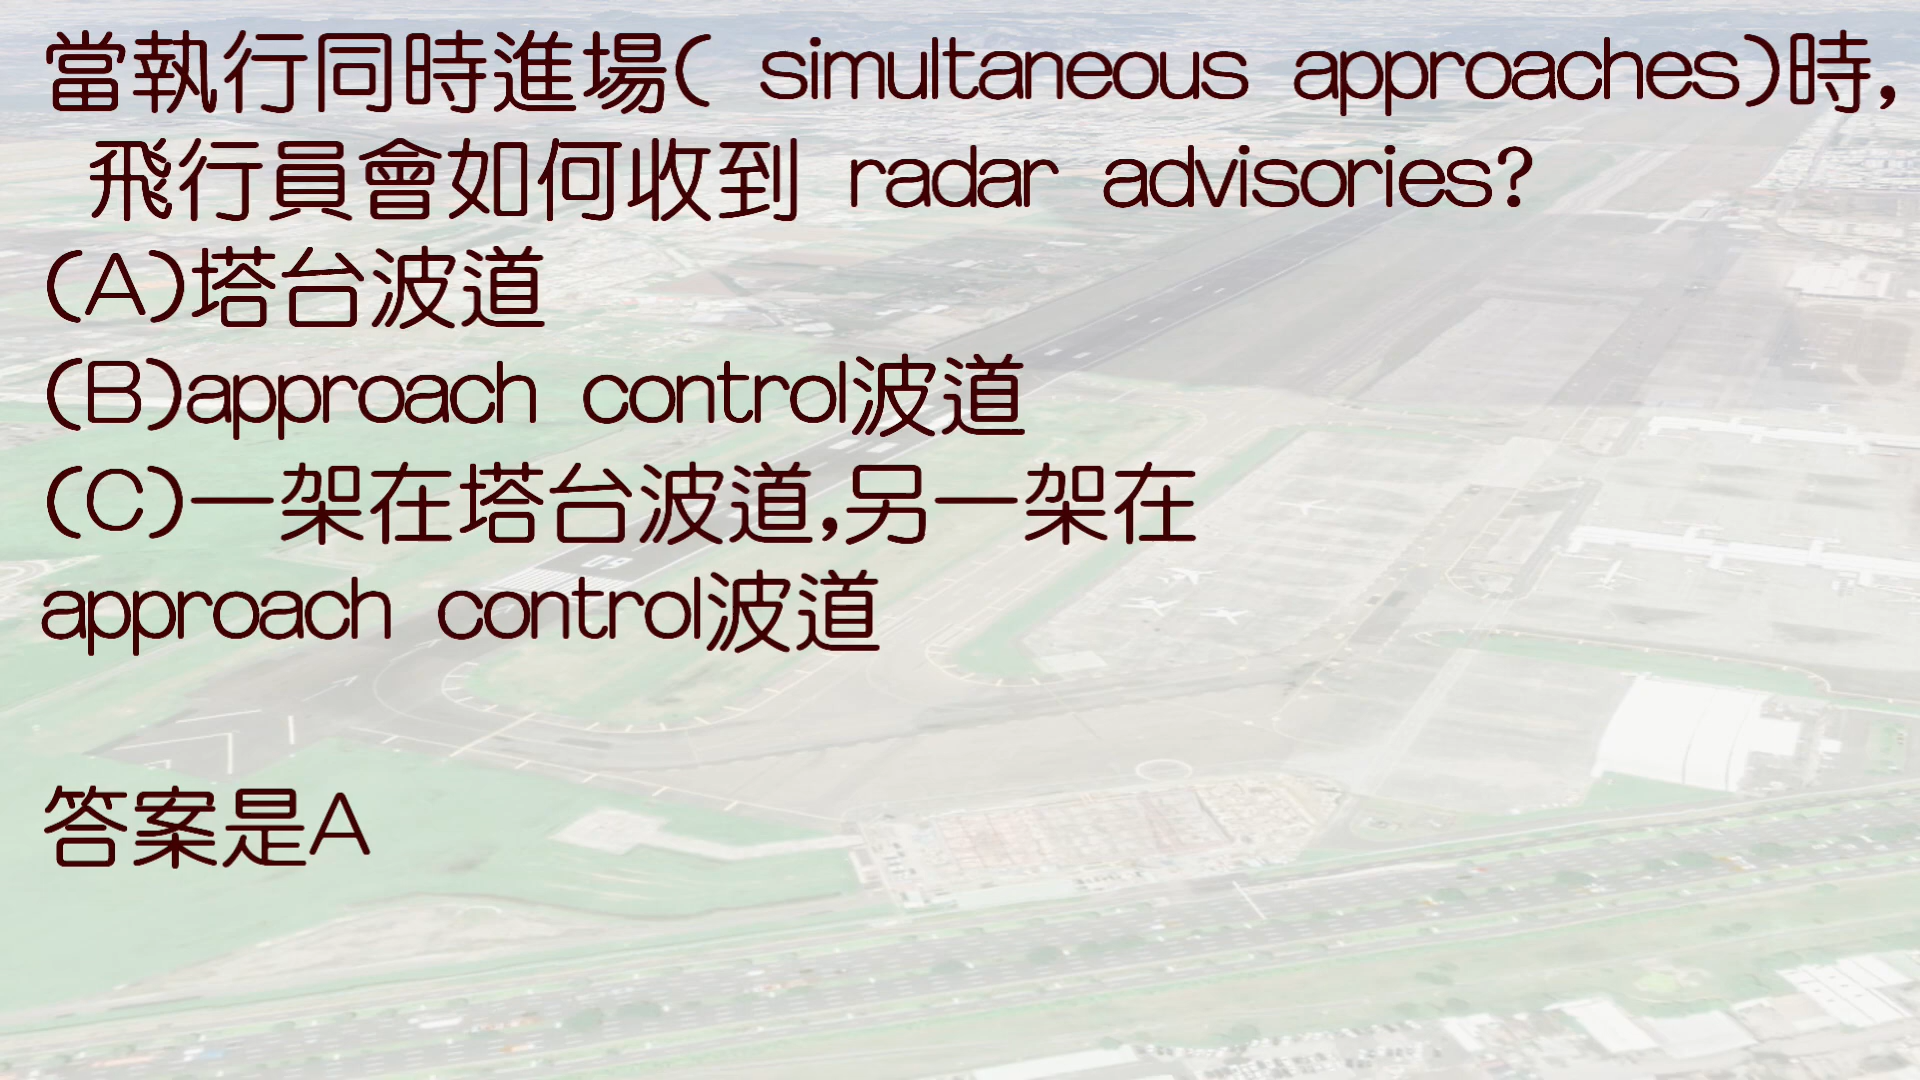 當執行同時進場( simultaneous approaches)時,
飛行員會如何收到 radar advisories?
(A)塔台波道
(B)approach control波道
(C)一架在塔台波道,另一架在
approach control波道
答案是A
09